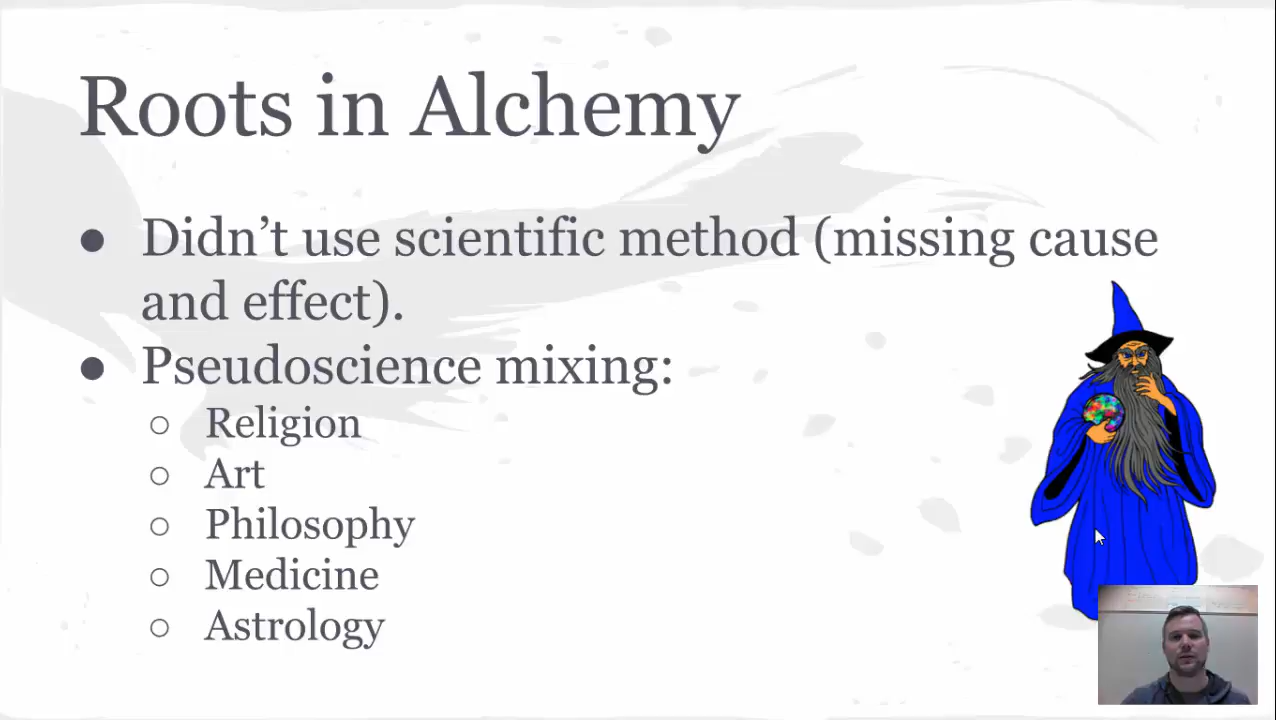 Roots in Alchemy
● Didn’t use scientific method (missing cause
and effect).
● Pseudoscience mixing:
○ Religion
○ Art
○ Philosophy
○ Medicine
○ Astrology